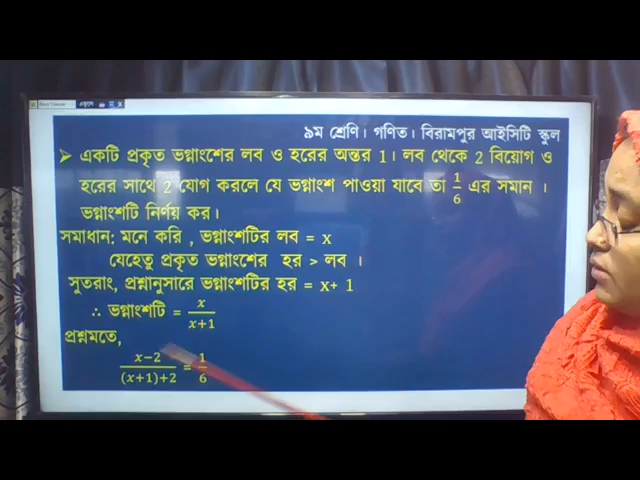 ৯ম শ্রেণি। গণিত। বিরামপুর আইসিটি স্কুল
➤ একটি প্রকৃত ভগ্নাংশের লব ও হরের অন্তর 1। লব থেকে 2 বিয়োগ ও
হরের সাথে 2 যোগ করলে যে ভগ্নাংশ পাওয়া যাবে তা 1/6 এর সমান ।
ভগ্নাংশটি নির্ণয় কর।
সমাধান: মনে করি , ভগ্নাংশটির লব = x
যেহেতু প্রকৃত ভগ্নাংশের হর > লব ।
সুতরাং, প্রশ্নানুসারে ভগ্নাংশটির হর = x+ 1
∴ ভগ্নাংশটি = x/(x+1)
প্রশ্নমতে,
(x−2)/((x+1)+2) = 1/6